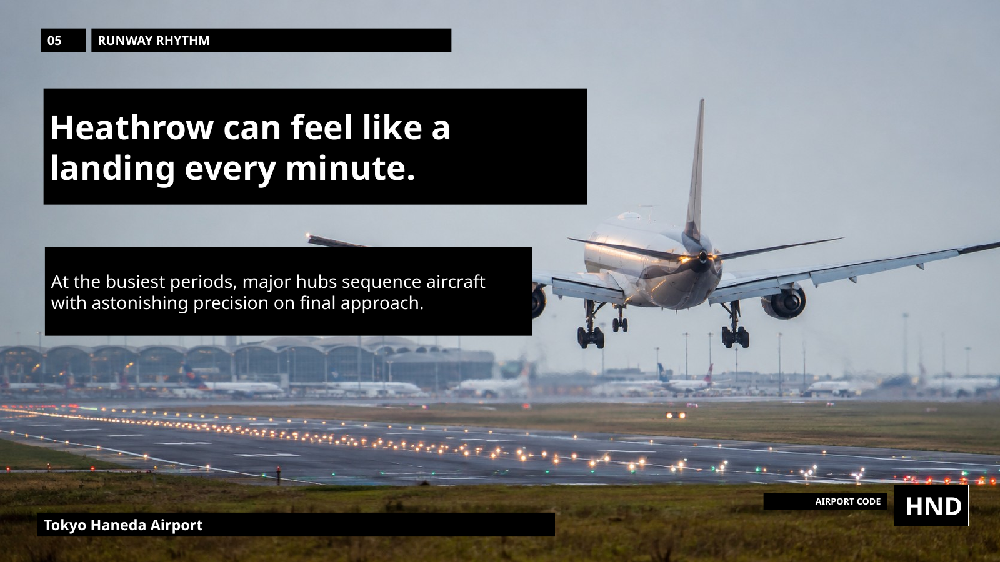 05
RUNWAY RHYTHM
Heathrow can feel like a
landing every minute.
At the busiest periods, major hubs sequence aircraft
with astonishing precision on final approach.
AIRPORT CODE
HND
Tokyo Haneda Airport